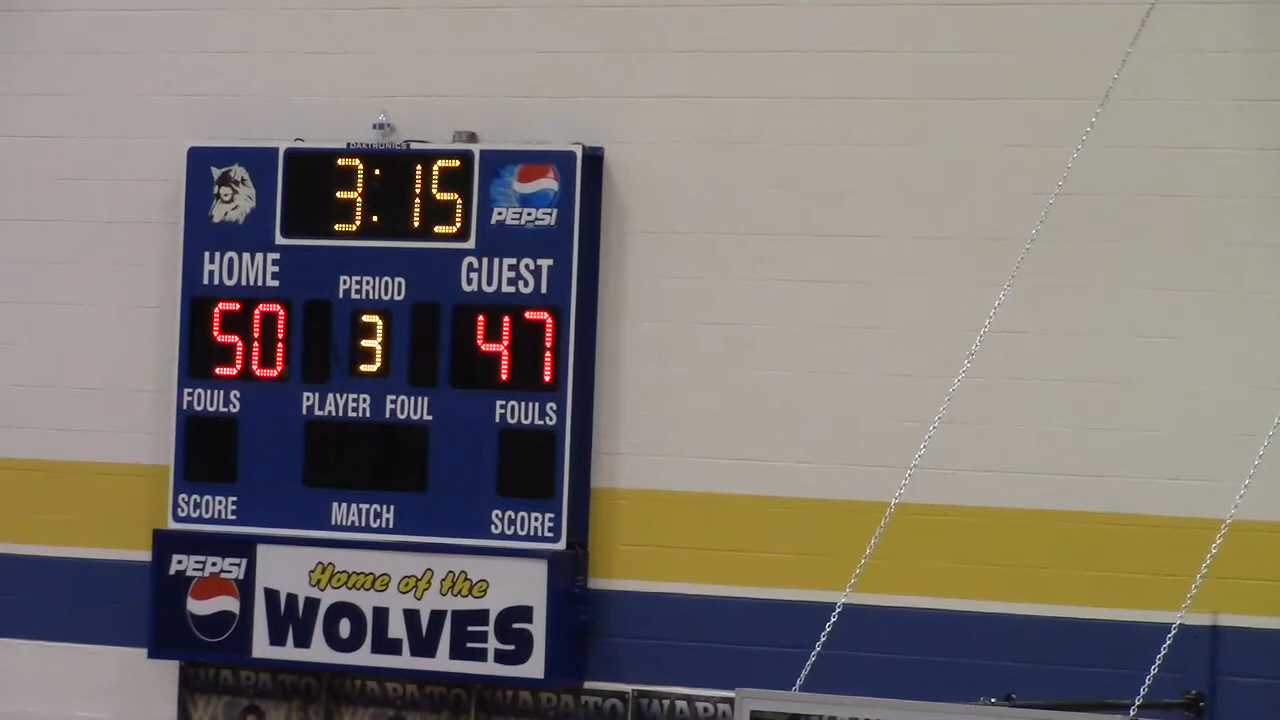 DAKTRONICS
3:15
PEPSI
HOME
PERIOD
GUEST
50
3
47
FOULS
PLAYER FOUL
FOULS
SCORE
MATCH
SCORE
PEPSI
Home of the
WOLVES
WAPATO WAPATO WAPATO WAPA